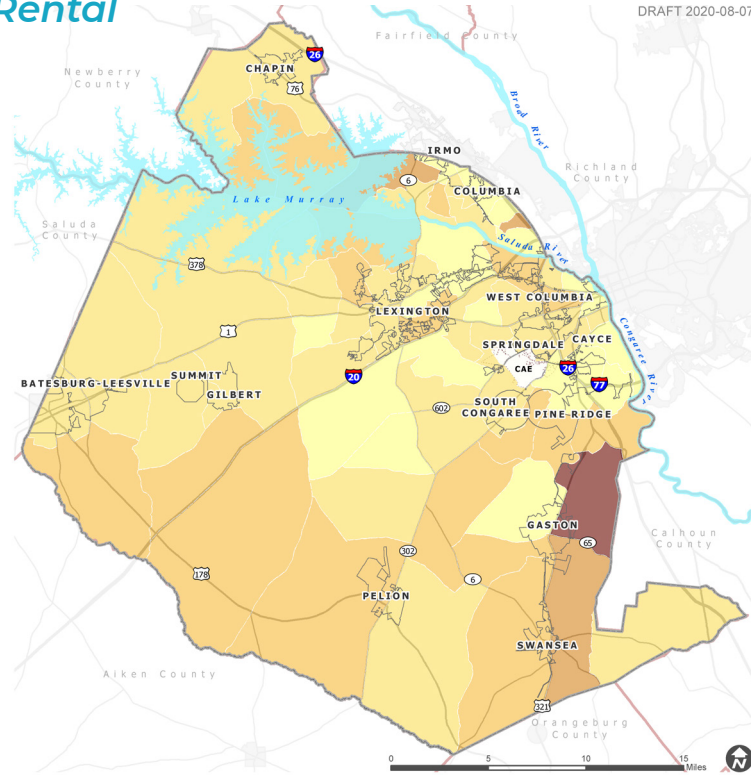 Rental
DRAFT 2020-08-07
Fairfield County
Newberry
County
CHAPIN
26
76
Broad River
IRMO
Richland
County
6
COLUMBIA
Lake Murray
Saluda
County
Saluda River
378
WEST COLUMBIA
LEXINGTON
1
SPRINGDALE
CAYCE
Congaree River
CAE
26
77
BATESBURG-LEESVILLE
SUMMIT
GILBERT
20
602
SOUTH
CONGAREE
PINE RIDGE
GASTON
Calhoun
County
65
302
178
6
PELION
SWANSEA
Aiken County
321
Orangeburg
County
0
5
10
15
Miles
N